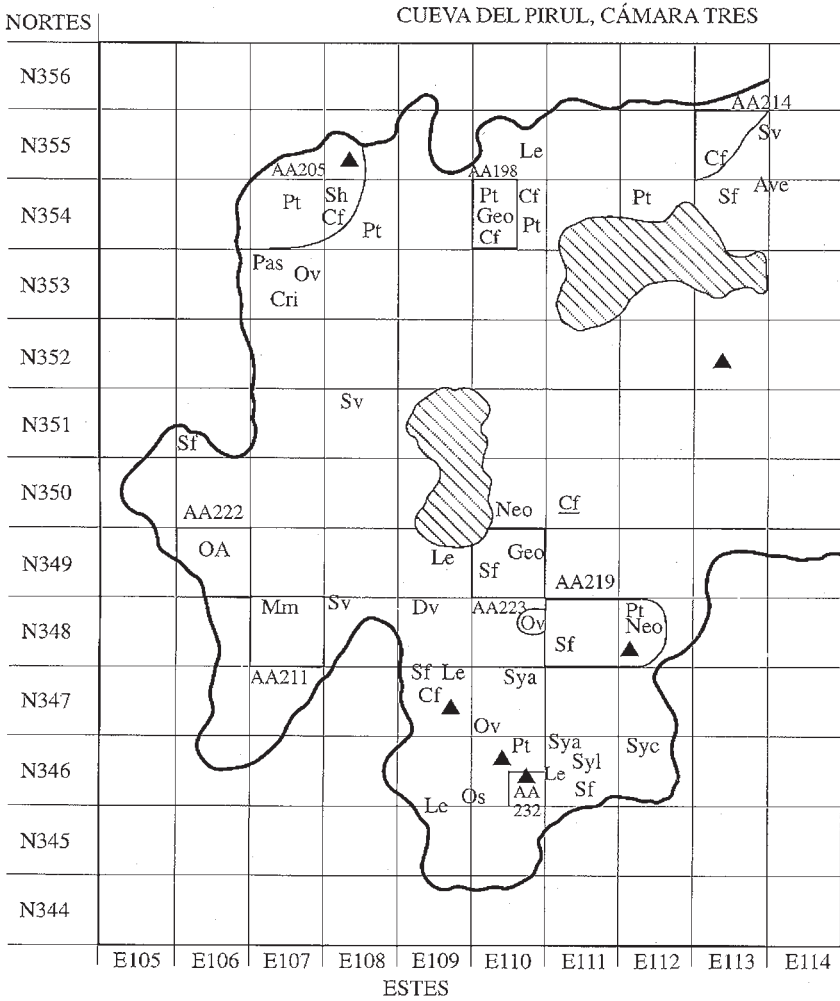 CUEVA DEL PIRUL, CÁMARA TRES
NORTES
N356
AA214
N355
Le
Sv
Cf
AA205
AA198
N354
Pt
Sh
Cf
Pt
Pt
Geo
Cf
Cf
Pt
Pt
Sf
Ave
N353
Pas
Ov
Cri
N352
N351
Sv
Sf
N350
AA222
Neo
Cf
N349
OA
Le
Geo
Sf
AA219
N348
Mm
Sv
Dv
AA223
Ov
Sf
Pt
Neo
N347
AA211
Sf Le
Cf
Sya
Ov
N346
Pt
Sya
Syl
Syc
Le
Sf
Le
Os
AA
232
N345
N344
E105 E106 E107 E108 E109 E110 E111 E112 E113 E114
ESTES